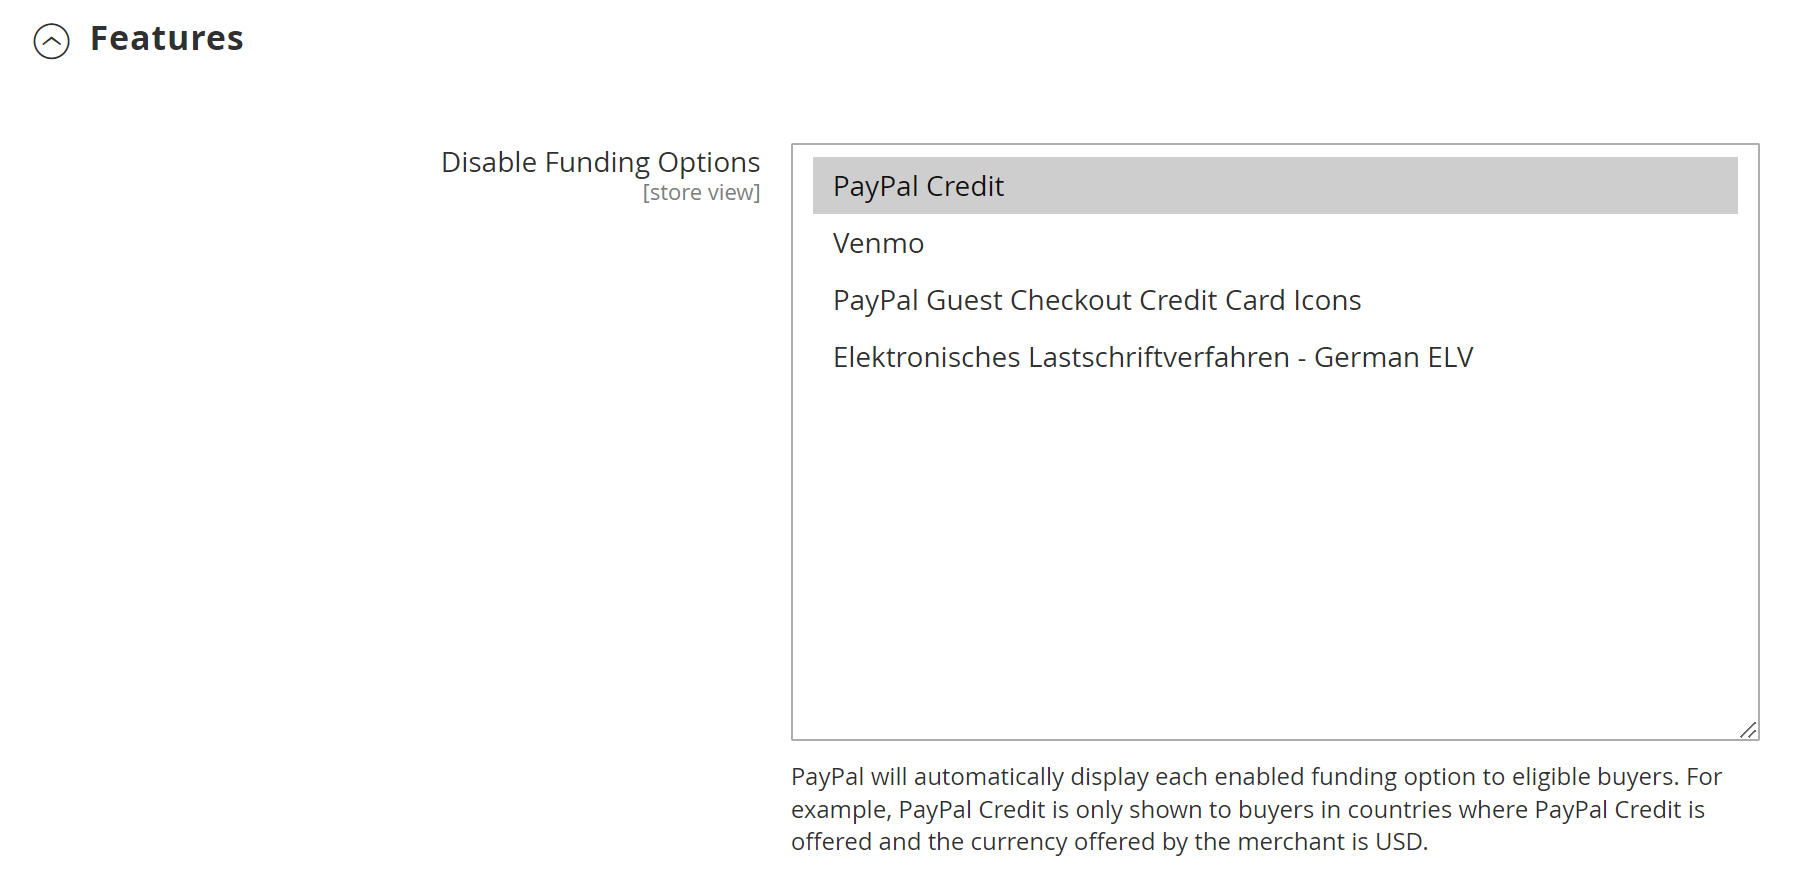 Features
Disable Funding Options
[store view]
PayPal Credit
Venmo
PayPal Guest Checkout Credit Card Icons
Elektronisches Lastschriftverfahren - German ELV
PayPal will automatically display each enabled funding option to eligible buyers. For
example, PayPal Credit is only shown to buyers in countries where PayPal Credit is
offered and the currency offered by the merchant is USD.